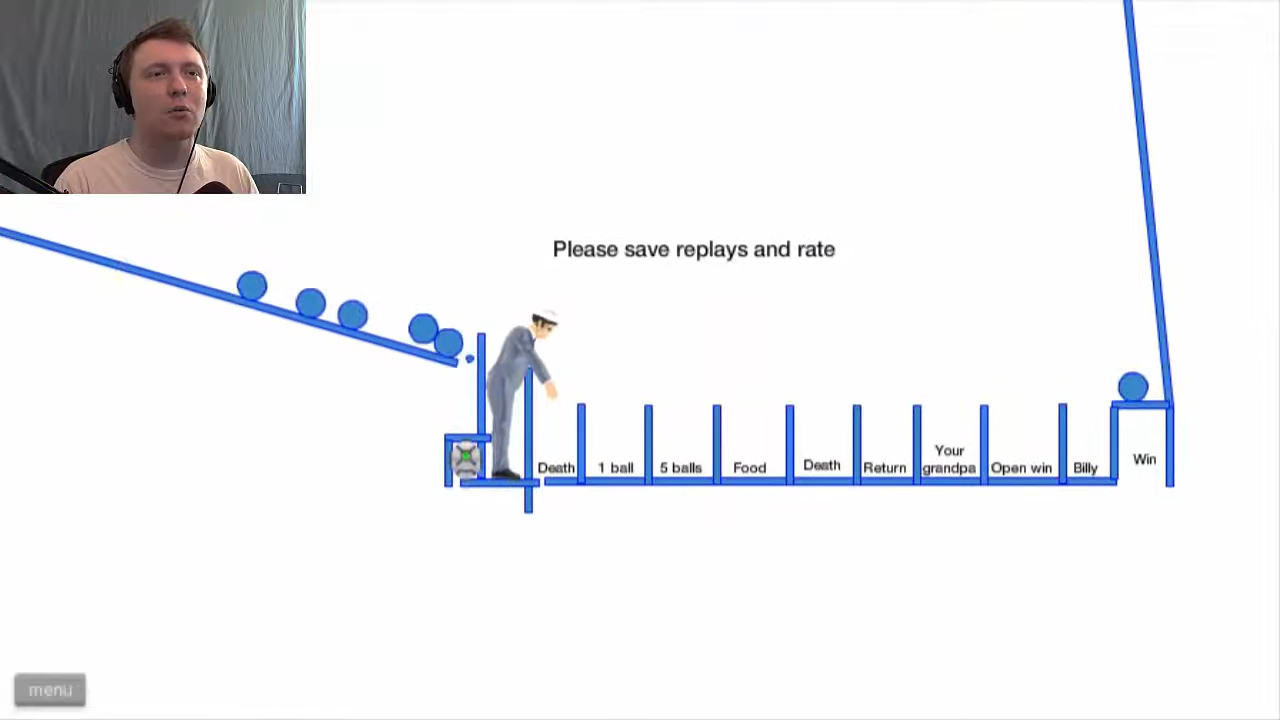 Please save replays and rate
Death
1 ball
5 balls
Food
Death
Return
Your
grandpa
Open win
Billy
Win
menu